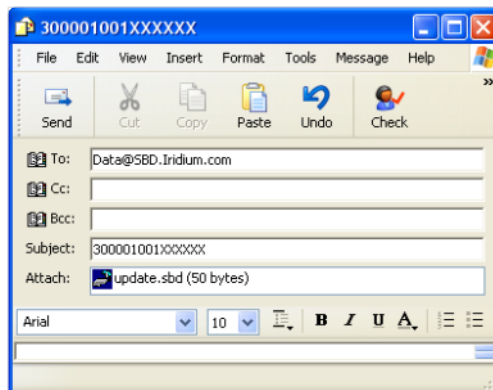 300001001XXXXXX
File Edit View Insert Format Tools Message Help
Send Cut Copy Paste Undo Check »
To: Data@SBD.Iridium.com
Cc:
Bcc:
Subject: 300001001XXXXXX
Attach: update.sbd (50 bytes)
Arial 10 B I U A